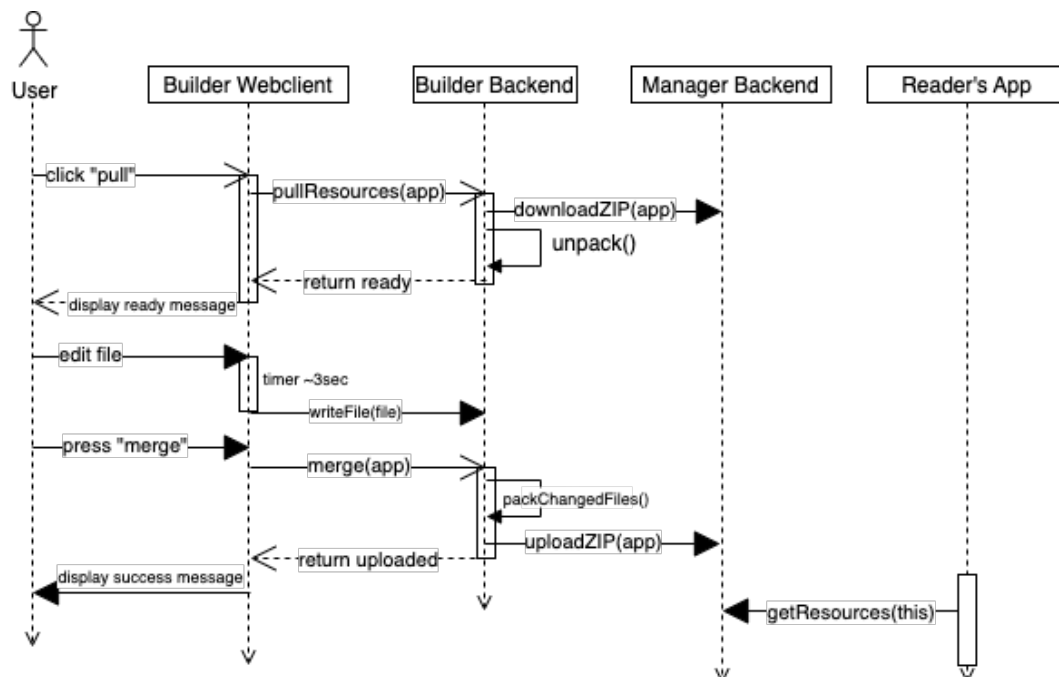 User
Builder Webclient
Builder Backend
Manager Backend
Reader's App
click "pull"
pullResources(app)
downloadZIP(app)
unpack()
return ready
display ready message
edit file
timer ~3sec
writeFile(file)
press "merge"
merge(app)
packChangedFiles()
uploadZIP(app)
return uploaded
display success message
getResources(this)